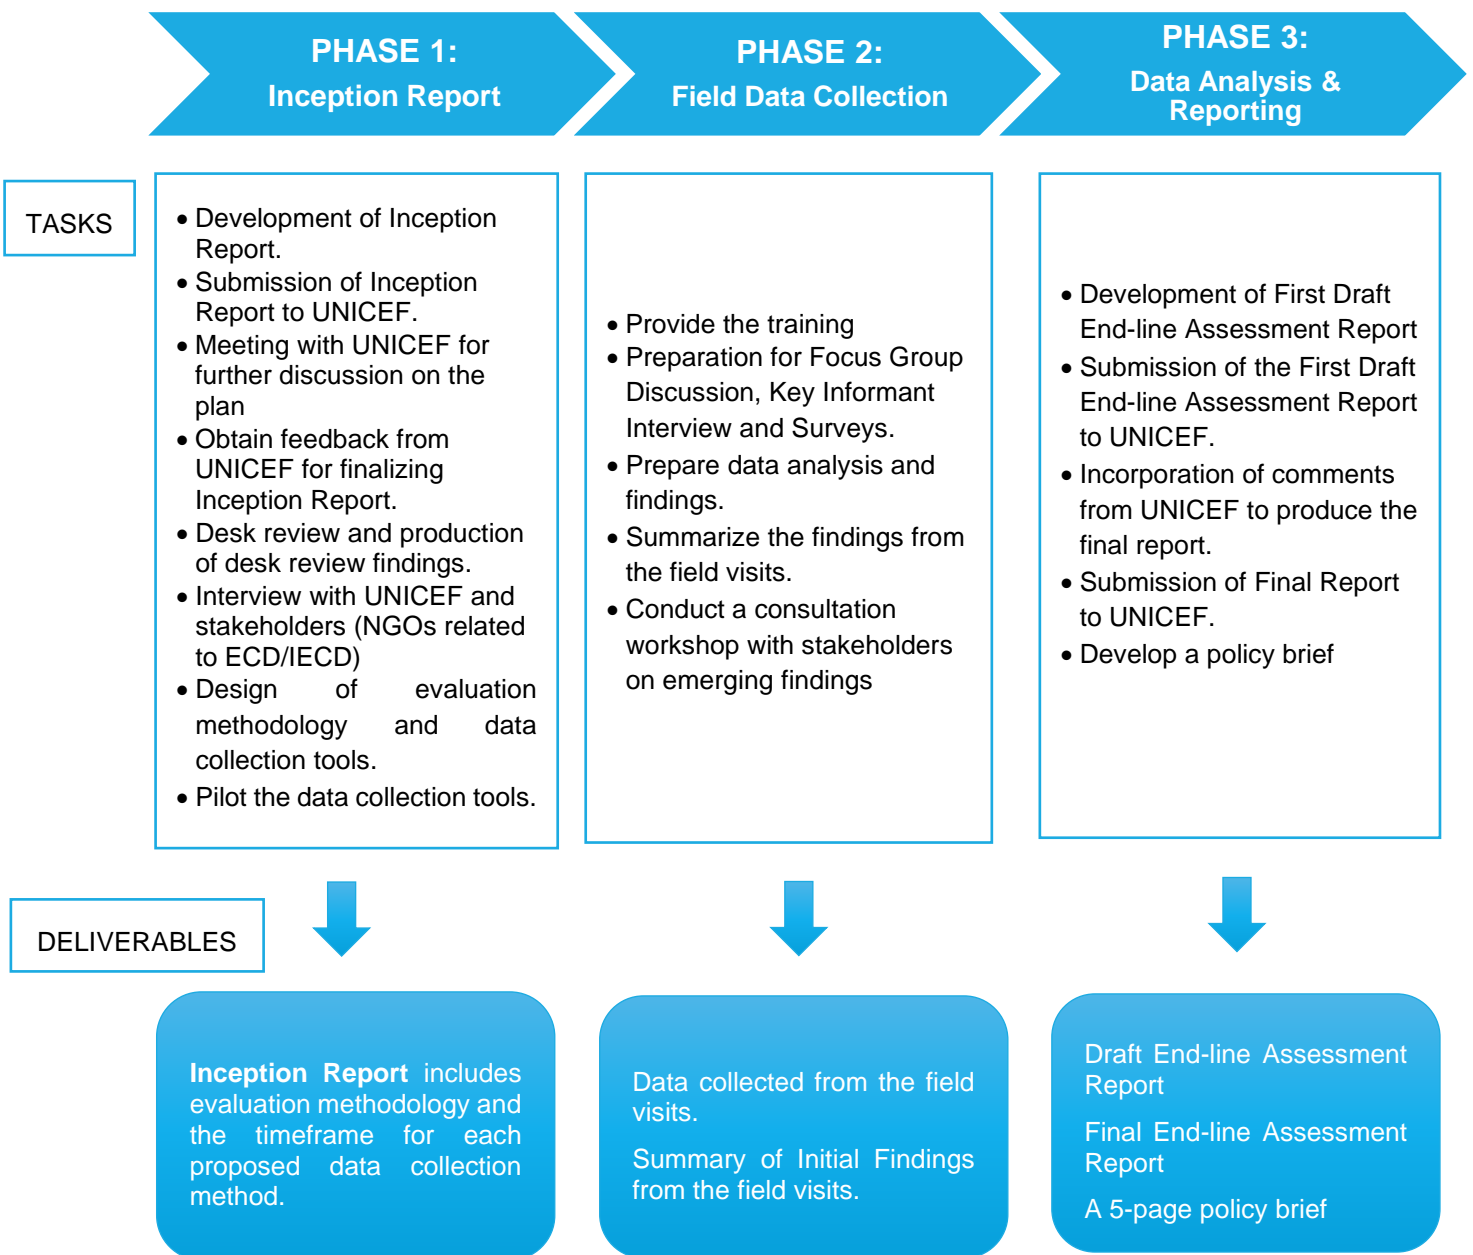 PHASE 1:
Inception Report
PHASE 2:
Field Data Collection
PHASE 3:
Data Analysis &
Reporting
TASKS
• Development of Inception
Report.
• Submission of Inception
Report to UNICEF.
• Meeting with UNICEF for
further discussion on the
plan
• Obtain feedback from
UNICEF for finalizing
Inception Report.
• Desk review and production
of desk review findings.
• Interview with UNICEF and
stakeholders (NGOs related
to ECD/IECD)
• Design of evaluation
methodology and data
collection tools.
• Pilot the data collection tools.
• Provide the training
• Preparation for Focus Group
Discussion, Key Informant
Interview and Surveys.
• Prepare data analysis and
findings.
• Summarize the findings from
the field visits.
• Conduct a consultation
workshop with stakeholders
on emerging findings
• Development of First Draft
End-line Assessment Report
• Submission of the First Draft
End-line Assessment Report
to UNICEF.
• Incorporation of comments
from UNICEF to produce the
final report.
• Submission of Final Report
to UNICEF.
• Develop a policy brief
DELIVERABLES
Inception Report includes
evaluation methodology and
the timeframe for each
proposed data collection
method.
Data collected from the field
visits.
Summary of Initial Findings
from the field visits.
Draft End-line Assessment
Report
Final End-line Assessment
Report
A 5-page policy brief